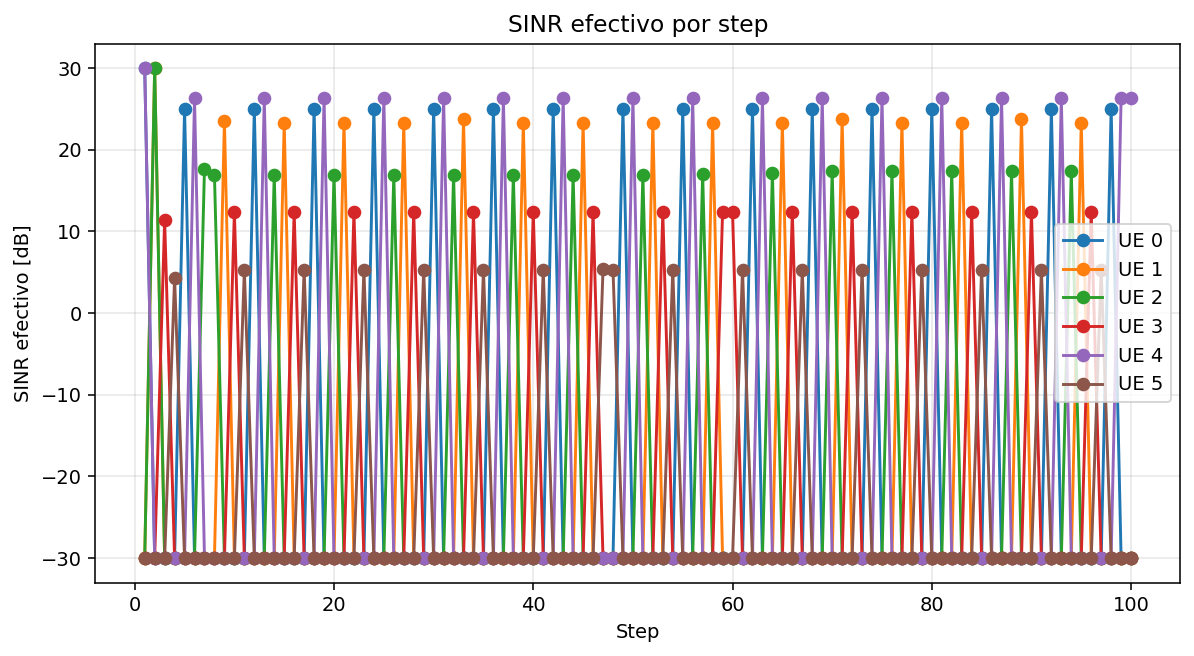 SINR efectivo por step
SINR efectivo [dB]
30
20
10
0
−10
−20
−30
0
20
40
60
80
100
Step
UE 0
UE 1
UE 2
UE 3
UE 4
UE 5